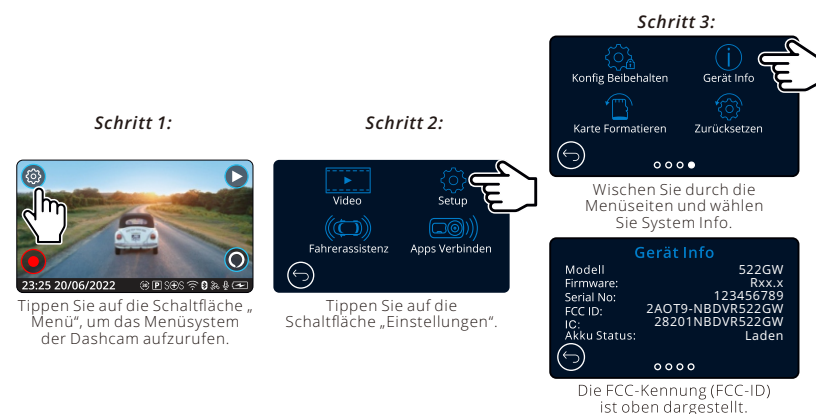 Schritt 1:
23:25 20/06/2022
Tippen Sie auf die Schaltfläche „
Menü“, um das Menüsystem
der Dashcam aufzurufen.
Schritt 2:
Video
Setup
Fahrerassistenz
Apps Verbinden
Tippen Sie auf die
Schaltfläche „Einstellungen“.
Schritt 3:
Konfig Beibehalten
Gerät Info
Karte Formatieren
Zurücksetzen
Wischen Sie durch die
Menüseiten und wählen
Sie System Info.
Gerät Info
Modell 522GW
Firmware: Rxx.x
Serial No: 123456789
FCC ID: 2AOT9-NBDVR522GW
IC: 28201NBDVR522GW
Akku Status: Laden
Die FCC-Kennung (FCC-ID)
ist oben dargestellt.